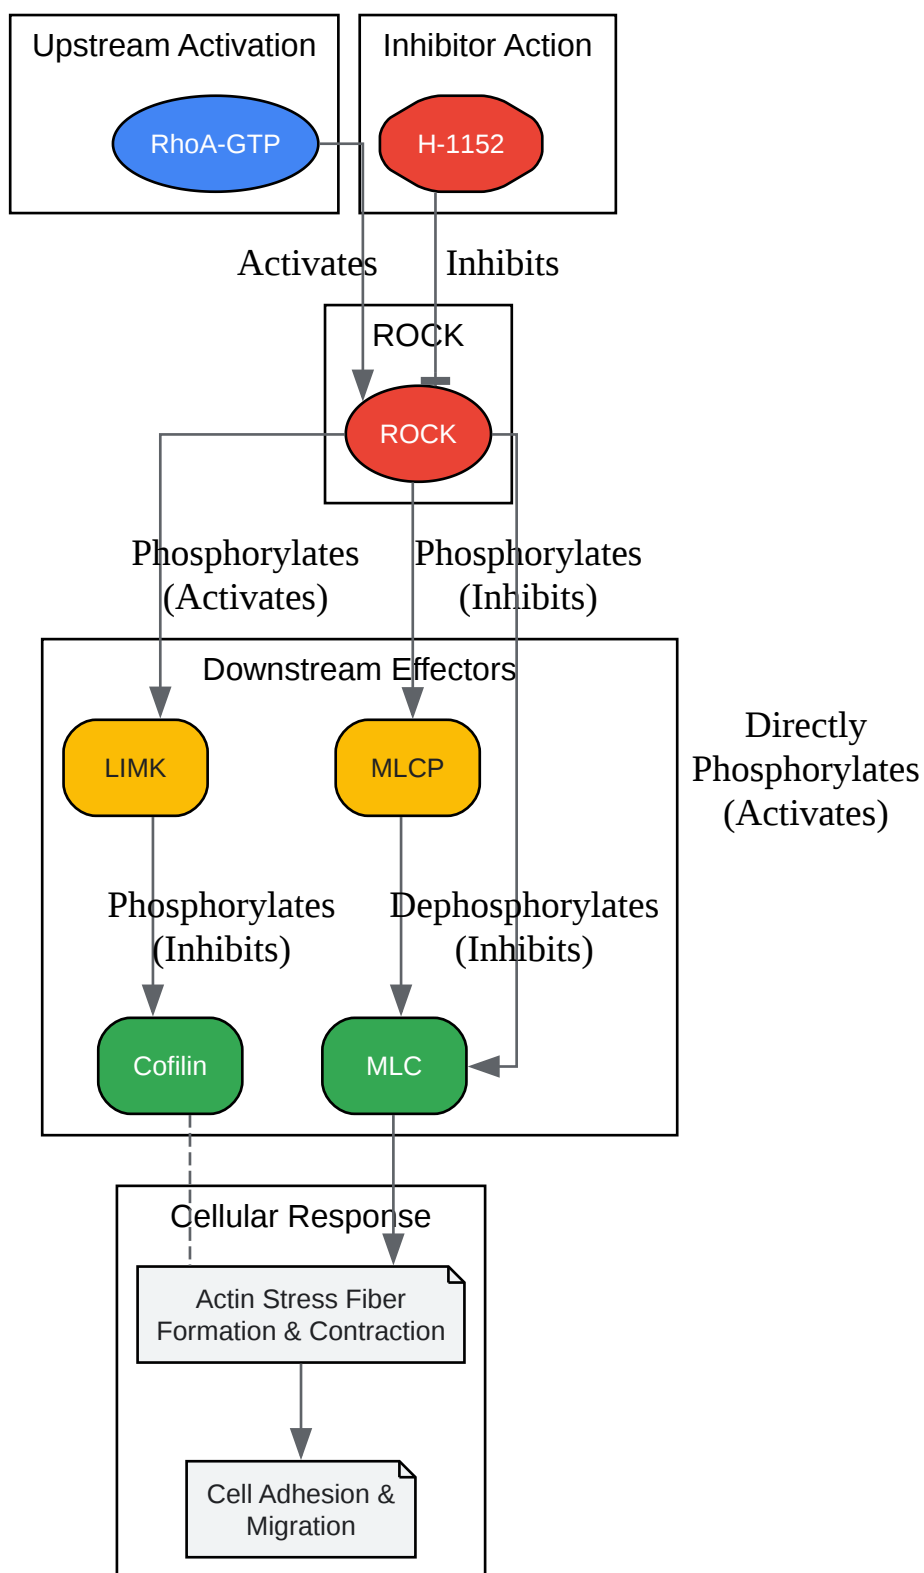 Upstream Activation
Inhibitor Action
RhoA-GTP
H-1152
Activates
Inhibits
ROCK
ROCK
Phosphorylates
(Activates)
Phosphorylates
(Inhibits)
Downstream Effectors
LIMK
MLCP
Directly
Phosphorylates
(Activates)
Phosphorylates
(Inhibits)
Dephosphorylates
(Inhibits)
Cofilin
MLC
Cellular Response
Actin Stress Fiber
Formation & Contraction
Cell Adhesion &
Migration